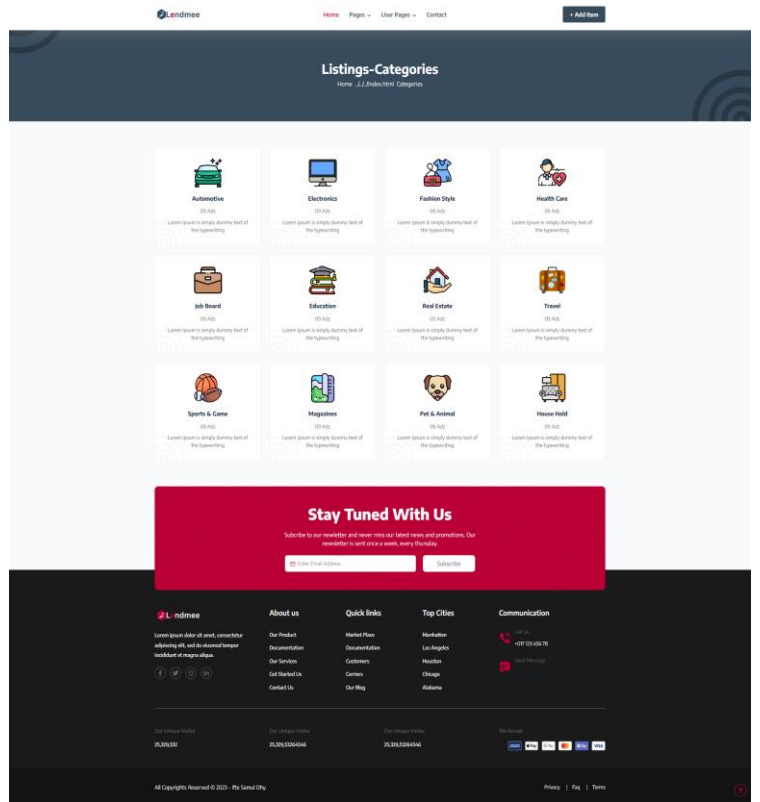 Lendmee
Home Pages User Pages Contact
+ Add Item
Listings-Categories
Home ../../index.html Categories
Automotive
09 Ads
Lorem Ipsum is simply dummy text of
the typewriting
Electronics
09 Ads
Lorem Ipsum is simply dummy text of
the typewriting
Fashion Style
09 Ads
Lorem Ipsum is simply dummy text of
the typewriting
Health Care
09 Ads
Lorem Ipsum is simply dummy text of
the typewriting
Job Board
09 Ads
Lorem Ipsum is simply dummy text of
the typewriting
Education
09 Ads
Lorem Ipsum is simply dummy text of
the typewriting
Real Estate
09 Ads
Lorem Ipsum is simply dummy text of
the typewriting
Travel
09 Ads
Lorem Ipsum is simply dummy text of
the typewriting
Sports & Game
09 Ads
Lorem Ipsum is simply dummy text of
the typewriting
Magazines
09 Ads
Lorem Ipsum is simply dummy text of
the typewriting
Pet & Animal
09 Ads
Lorem Ipsum is simply dummy text of
the typewriting
House Hold
09 Ads
Lorem Ipsum is simply dummy text of
the typewriting
Stay Tuned With Us
Subcribe to our newletter and never miss our latest news and promotions. Our
newsletter is sent once a week, every thursday.
Enter Email Address
Subscribe
Lendmee
Lorem ipsum dolor sit amet, consectetur
adipiscing elit, sed do eiusmod tempor
incididunt et magna aliqua.
About us
Our Product
Documentation
Our Services
Get Started Us
Contact Us
Quick links
Market Place
Documentation
Customers
Carriers
Our Blog
Top Cities
Manhatten
Los Angeles
Houston
Chicago
Alabama
Communication
Call Us
+017 123 456 78
Send Message
Our Unique Visitor
25,329,532
Our Unique Visitor
25,329,53264546
Our Unique Visitor
25,329,53264546
We Accept
VISA
All Copyrights Reserved © 2023 - Ifte Samul Ohy.
Privacy | Faq | Terms